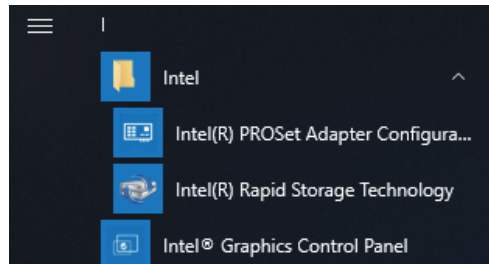 I
Intel
Intel(R) PROSet Adapter Configura...
Intel(R) Rapid Storage Technology
Intel® Graphics Control Panel